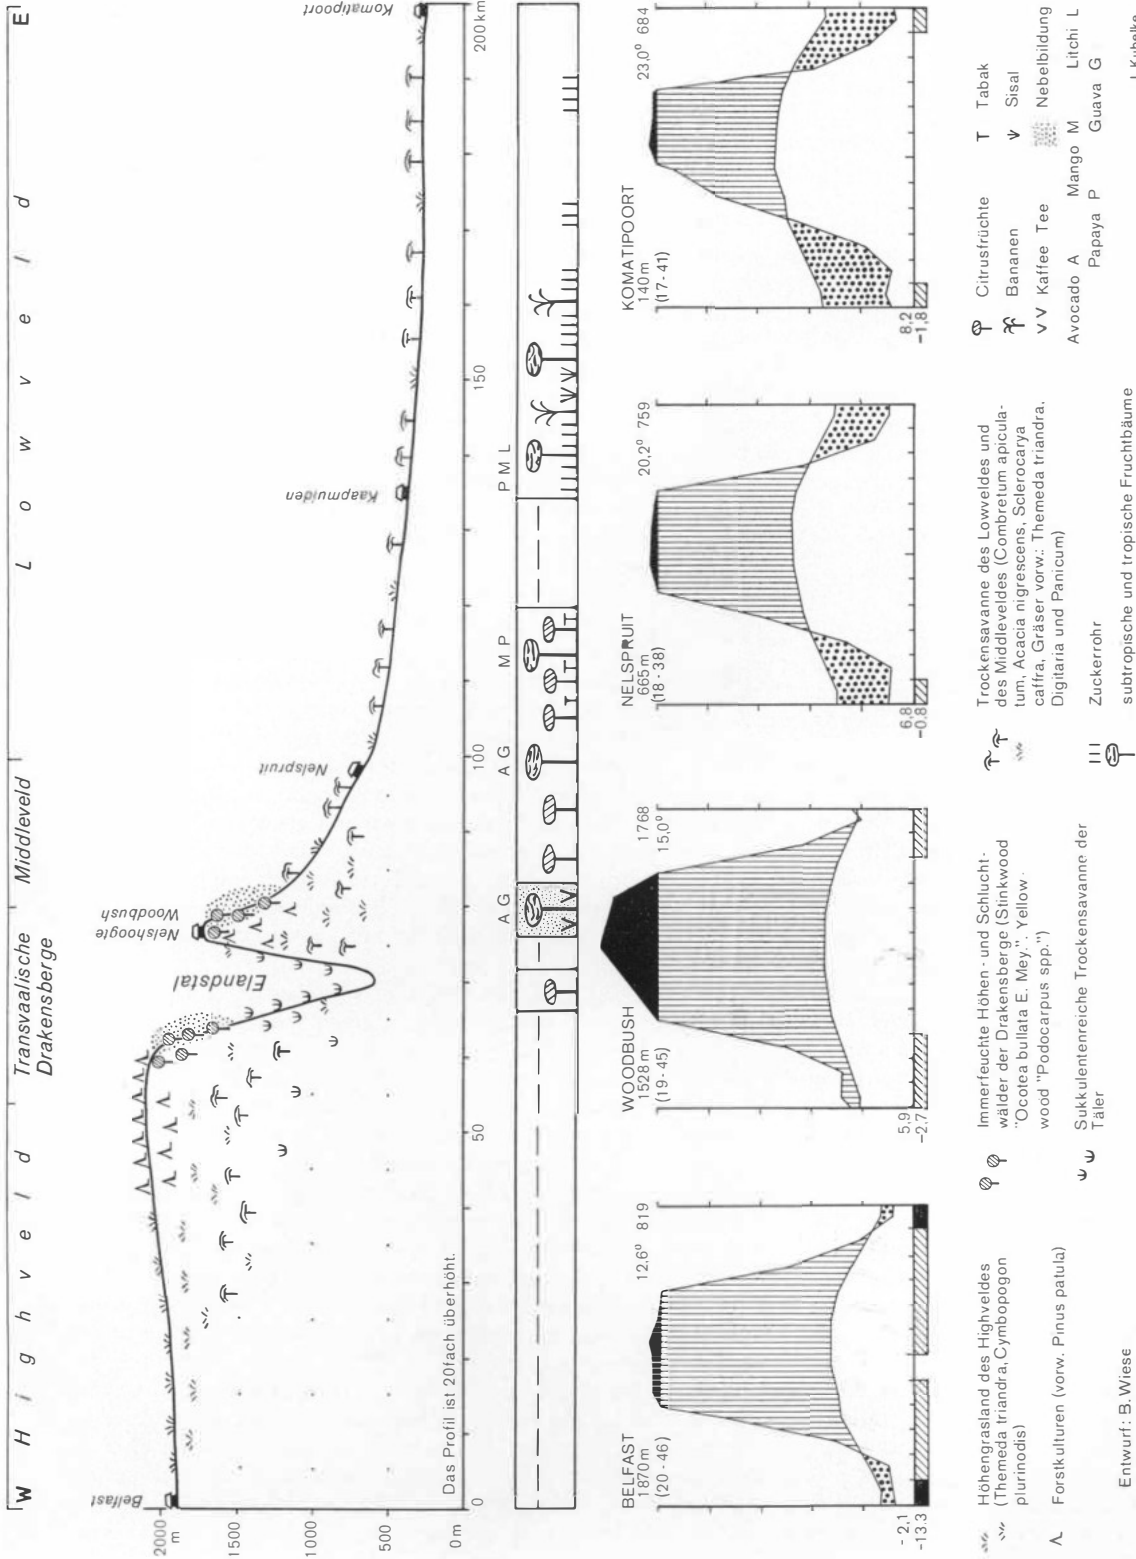 W H i g h v e l d
Transvaalische
Drakensberge
Middleveld
L o w v e l d
E
Belfast
Elandstal
Nelshoogte
Woodbush
Nelspruit
Kaapmuiden
Komatipoort
2000
m
1500
1000
500
0 m
Das Profil ist 20fach überhöht.
0
50
100
150
200 km
A G
A G
M P
P M L
BELFAST
1870 m
(20 - 46)
12,6° 819
- 2,1
-13,3
WOODBUSH
1528 m
(19 - 45)
1768
15,0°
5,9
-2,7
NELSPRUIT
665 m
(18 - 38)
20,2° 759
6,8
-0,8
KOMATIPOORT
140 m
(17 - 41)
23,0° 684
8,2
-1,8
Höhengrasland des Highveldes
(Themeda triandra, Cymbopogon
plurinodis)
Forstkulturen (vorw. Pinus patula)
Immerfeuchte Höhen- und Schlucht-
wälder der Drakensberge (Stinkwood
"Ocotea bullata E. Mey.", Yellow-
wood "Podocarpus spp.")
Sukkulentenreiche Trockensavanne der
Täler
Trockensavanne des Lowveldes und
des Middleveldes (Combretum apicula-
tum, Acacia nigrescens, Sclerocarya
caffra, Gräser vorw.: Themeda triandra,
Digitaria und Panicum)
Zuckerrohr
subtropische und tropische Fruchtbäume
Citrusfrüchte
T Tabak
Bananen
Sisal
Kaffee Tee
Nebelbildung
Avocado A Mango M Litchi L
Papaya P Guava G
Entwurf: B. Wiese